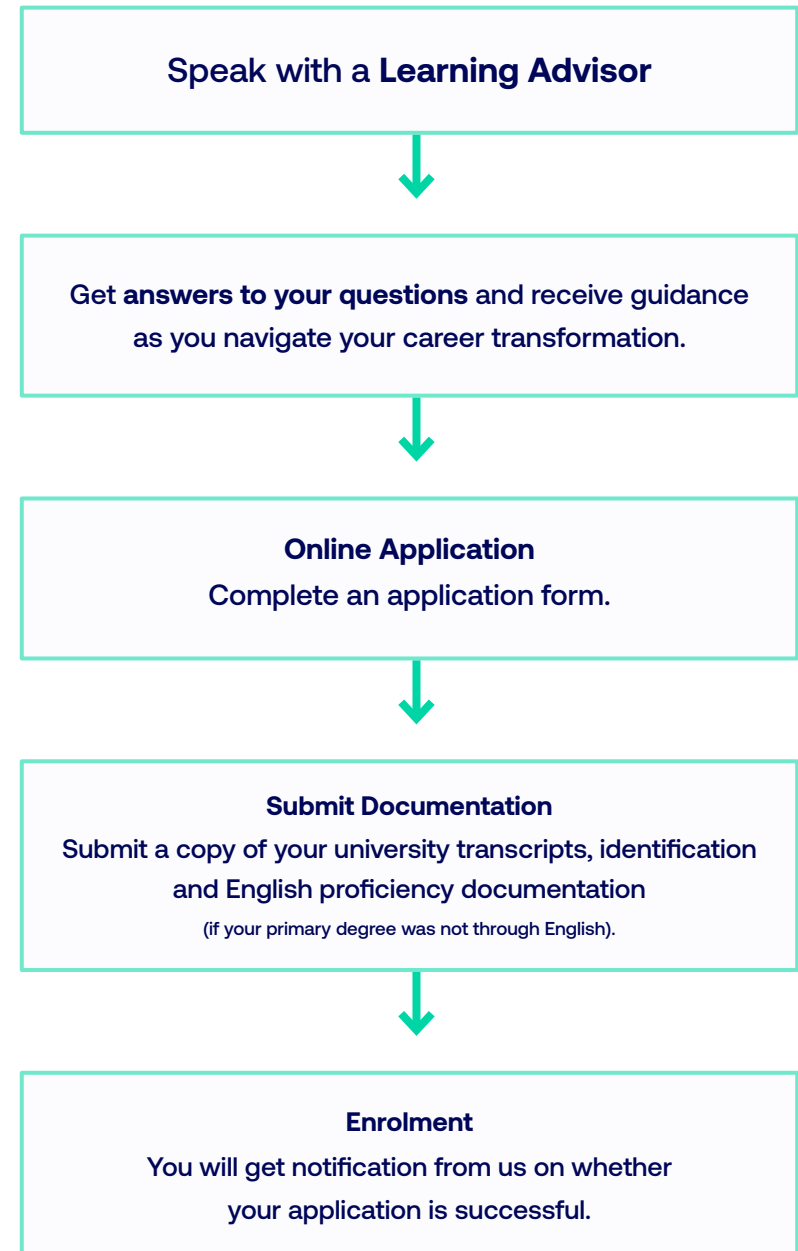 Speak with a Learning Advisor
Get answers to your questions and receive guidance
as you navigate your career transformation.
Online Application
Complete an application form.
Submit Documentation
Submit a copy of your university transcripts, identification
and English proficiency documentation
(if your primary degree was not through English).
Enrolment
You will get notification from us on whether
your application is successful.